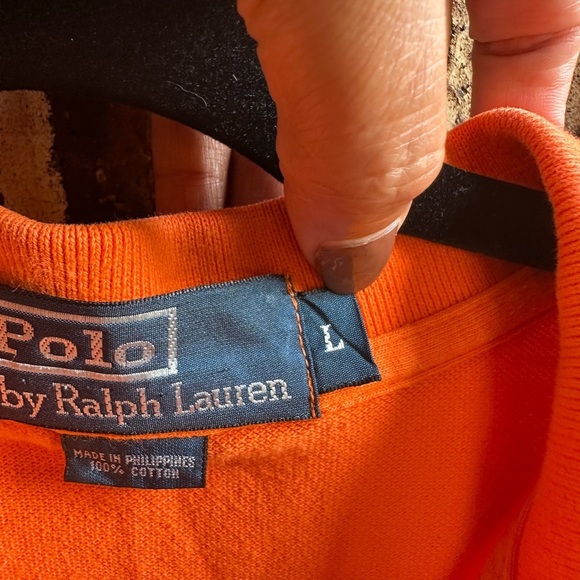 Polo
by Ralph Lauren
L
MADE IN PHILIPPINES
100% COTTON